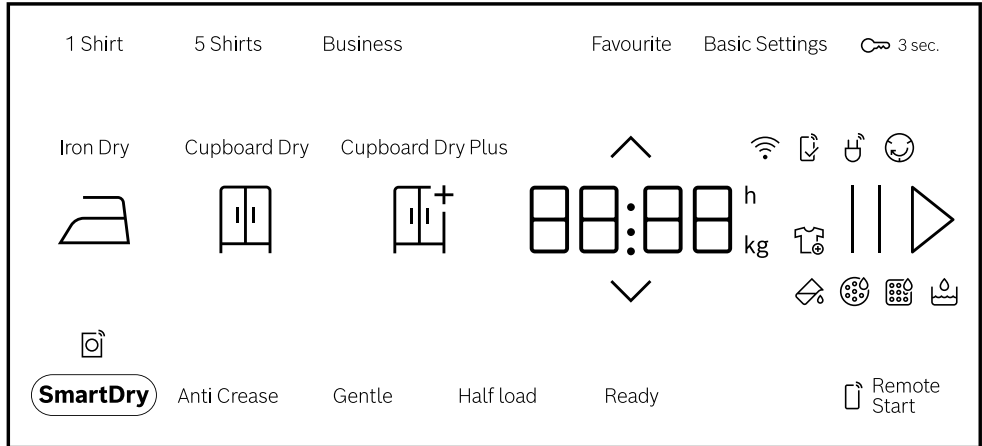 1 Shirt 5 Shirts Business Favourite Basic Settings 3 sec.
Iron Dry Cupboard Dry Cupboard Dry Plus
88:88 h
kg
SmartDry Anti Crease Gentle Half load Ready Remote
Start